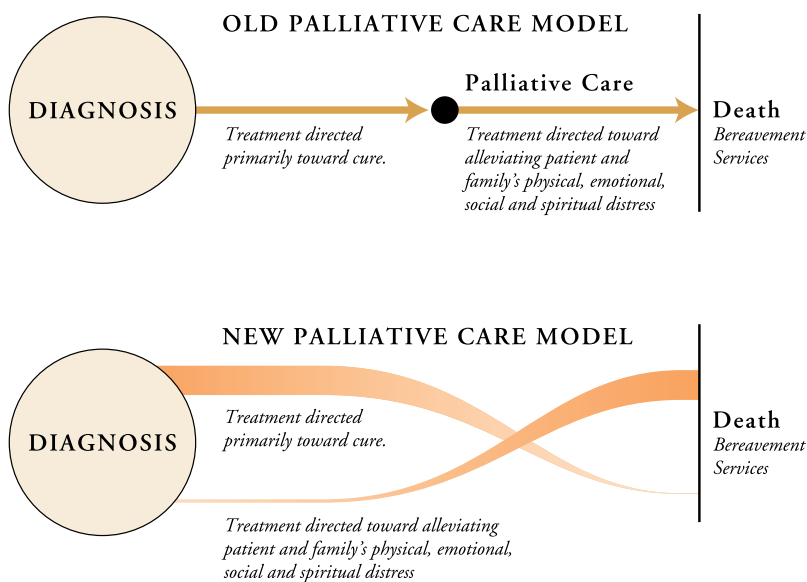 OLD PALLIATIVE CARE MODEL
DIAGNOSIS
Treatment directed
primarily toward cure.
Palliative Care
Treatment directed toward
alleviating patient and
family’s physical, emotional,
social and spiritual distress
Death
Bereavement
Services
NEW PALLIATIVE CARE MODEL
DIAGNOSIS
Treatment directed
primarily toward cure.
Treatment directed toward alleviating
patient and family’s physical, emotional,
social and spiritual distress
Death
Bereavement
Services